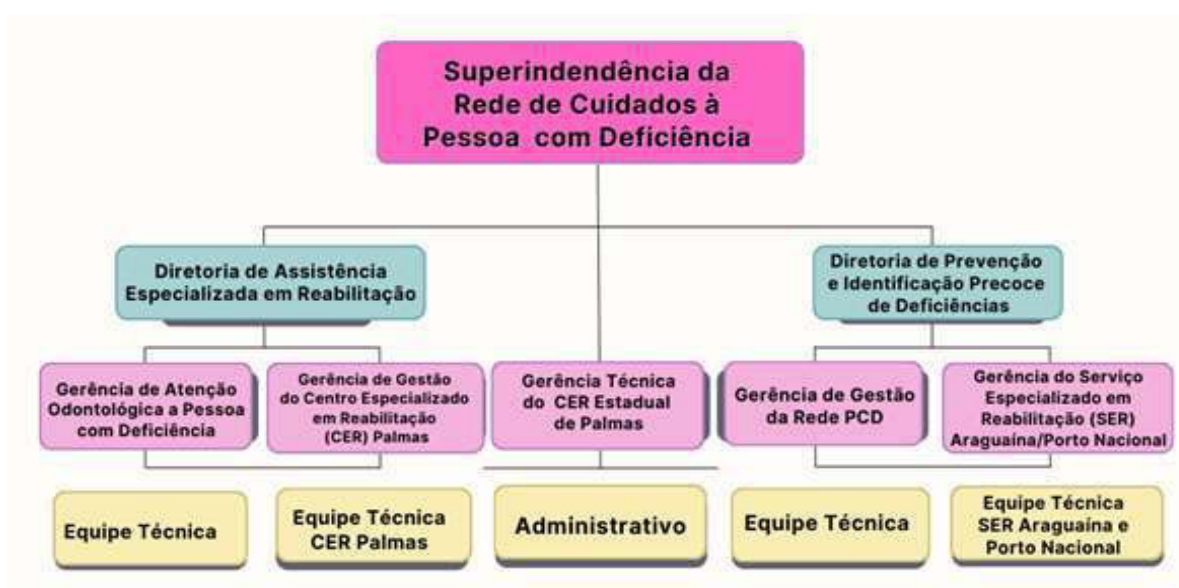 Superindendência da
Rede de Cuidados à
Pessoa com Deficiência
Diretoria de Assistência
Especializada em Reabilitação
Diretoria de Prevenção
e Identificação Precoce
de Deficiências
Gerência de Atenção
Odontológica a Pessoa
com Deficiência
Gerência de Gestão
do Centro Especializado
em Reabilitação
(CER) Palmas
Gerência Técnica
do CER Estadual
de Palmas
Gerência de Gestão
da Rede PCD
Gerência do Serviço
Especializado em
Reabilitação (SER)
Araguaína/Porto Nacional
Equipe Técnica
Equipe Técnica
CER Palmas
Administrativo
Equipe Técnica
Equipe Técnica
SER Araguaína e
Porto Nacional